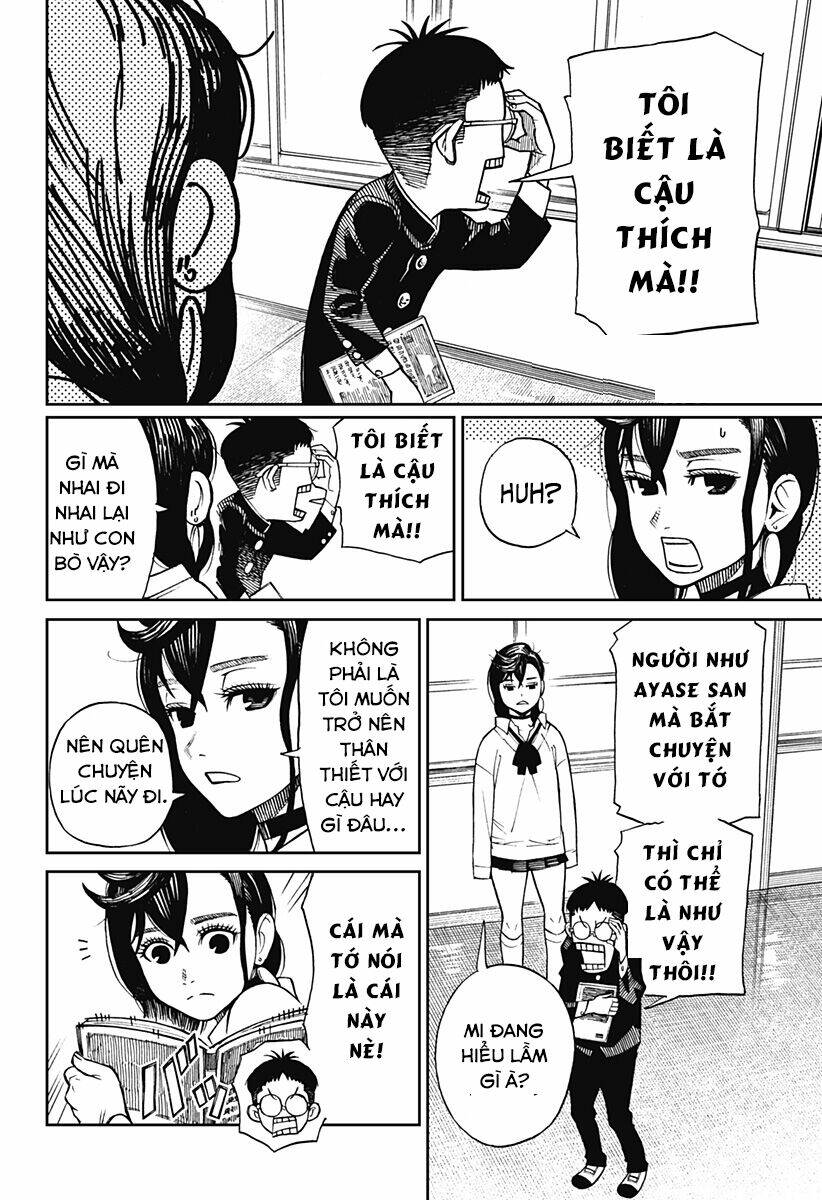 TÔI
BIẾT LÀ
CẬU
THÍCH
MÀ!!
HUH?
TÔI BIẾT
LÀ CẬU
THÍCH
MÀ!!
GÌ MÀ
NHAI ĐI
NHAI LẠI
NHƯ CON
BÒ VẬY?
NGƯỜI NHƯ
AYASE SAN
MÀ BẮT
CHUYỆN
VỚI TỚ
THÌ CHỈ
CÓ THỂ
LÀ NHƯ
VẬY
THÔI!!
MI ĐANG
HIỂU LẦM
GÌ À?
KHÔNG
PHẢI LÀ
TÔI MUỐN
TRỞ NÊN
THÂN
THIẾT VỚI
CẬU HAY
GÌ ĐÂU...
NÊN QUÊN
CHUYỆN
LÚC NÃY ĐI.
CÁI MÀ
TỚ NÓI
LÀ CÁI
NÀY
NÈ!
バッ